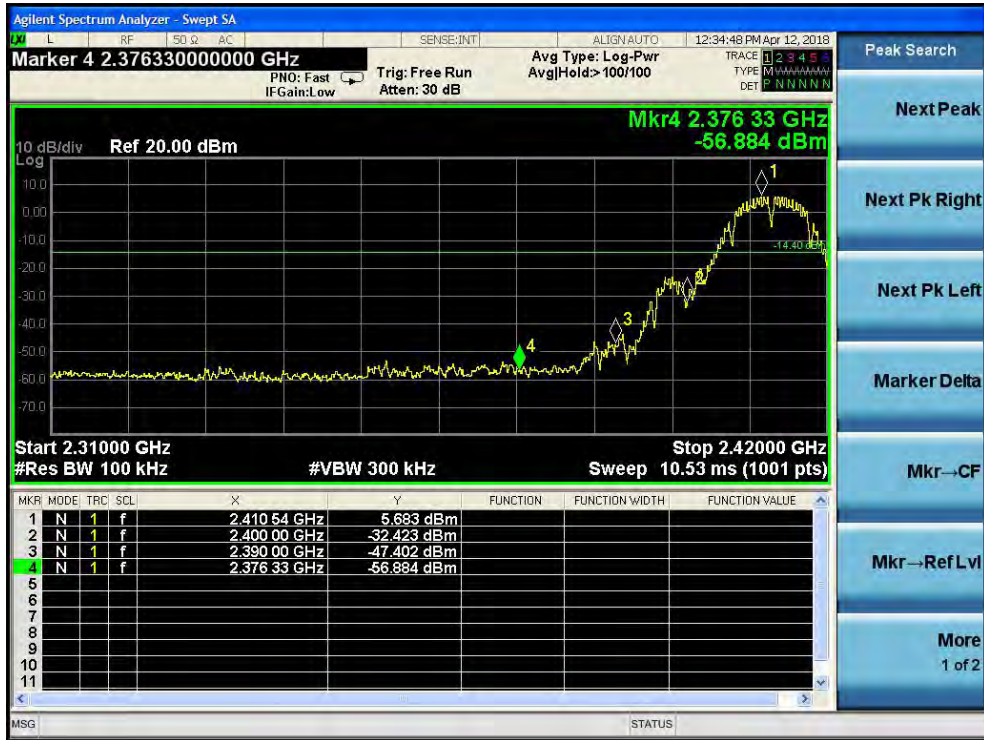 Agilent Spectrum Analyzer - Swept SA
LXI L RF 50 Ω AC SENSE:INT ALIGN AUTO 12:34:48 PM Apr 12, 2018
Marker 4 2.376330000000 GHz
PNO: Fast
IFGain:Low
Trig: Free Run
Atten: 30 dB
Avg Type: Log-Pwr
Avg|Hold:> 100/100
TRACE 1 2 3 4 5 6
TYPE M
DET P N N N N N
Peak Search
Mkr4 2.376 33 GHz
-56.884 dBm
10 dB/div Ref 20.00 dBm
Log
10.0
0.00
-10.0
-20.0
-30.0
-40.0
-50.0
-60.0
-70.0
1
-14.40 dBm
2
3
4
Start 2.31000 GHz Stop 2.42000 GHz
#Res BW 100 kHz #VBW 300 kHz Sweep 10.53 ms (1001 pts)
MKR MODE TRC SCL X Y FUNCTION FUNCTION WIDTH FUNCTION VALUE
1 N 1 f 2.410 54 GHz 5.683 dBm
2 N 1 f 2.400 00 GHz -32.423 dBm
3 N 1 f 2.390 00 GHz -47.402 dBm
4 N 1 f 2.376 33 GHz -56.884 dBm
5
6
7
8
9
10
11
MSG STATUS
Next Peak
Next Pk Right
Next Pk Left
Marker Delta
Mkr→CF
Mkr→Ref Lvl
More
1 of 2